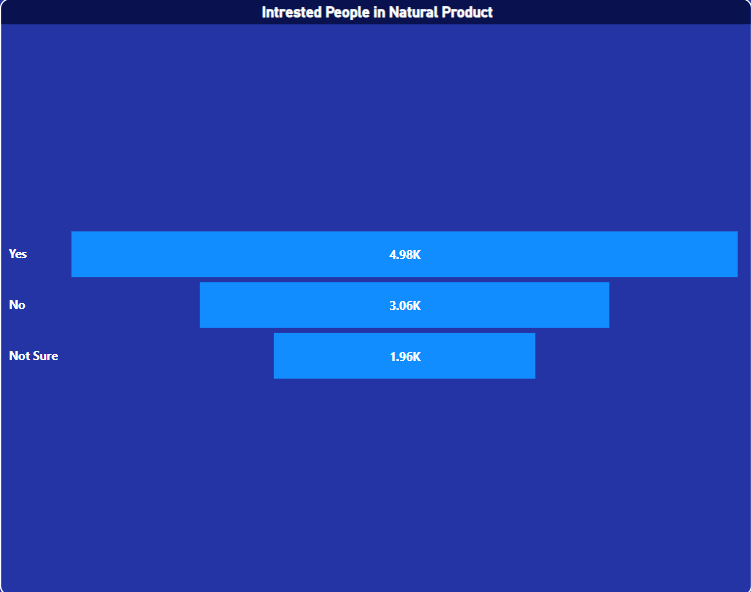 Intrested People in Natural Product
Yes 4.98K
No 3.06K
Not Sure 1.96K